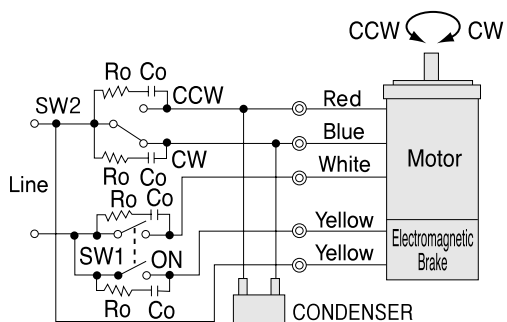 CCW CW
Ro Co
CCW
Red
SW2
Blue
CW
Ro Co
White
Motor
Line
Ro Co
Yellow
SW1
ON
Electromagnetic
Brake
Yellow
Ro Co
CONDENSER